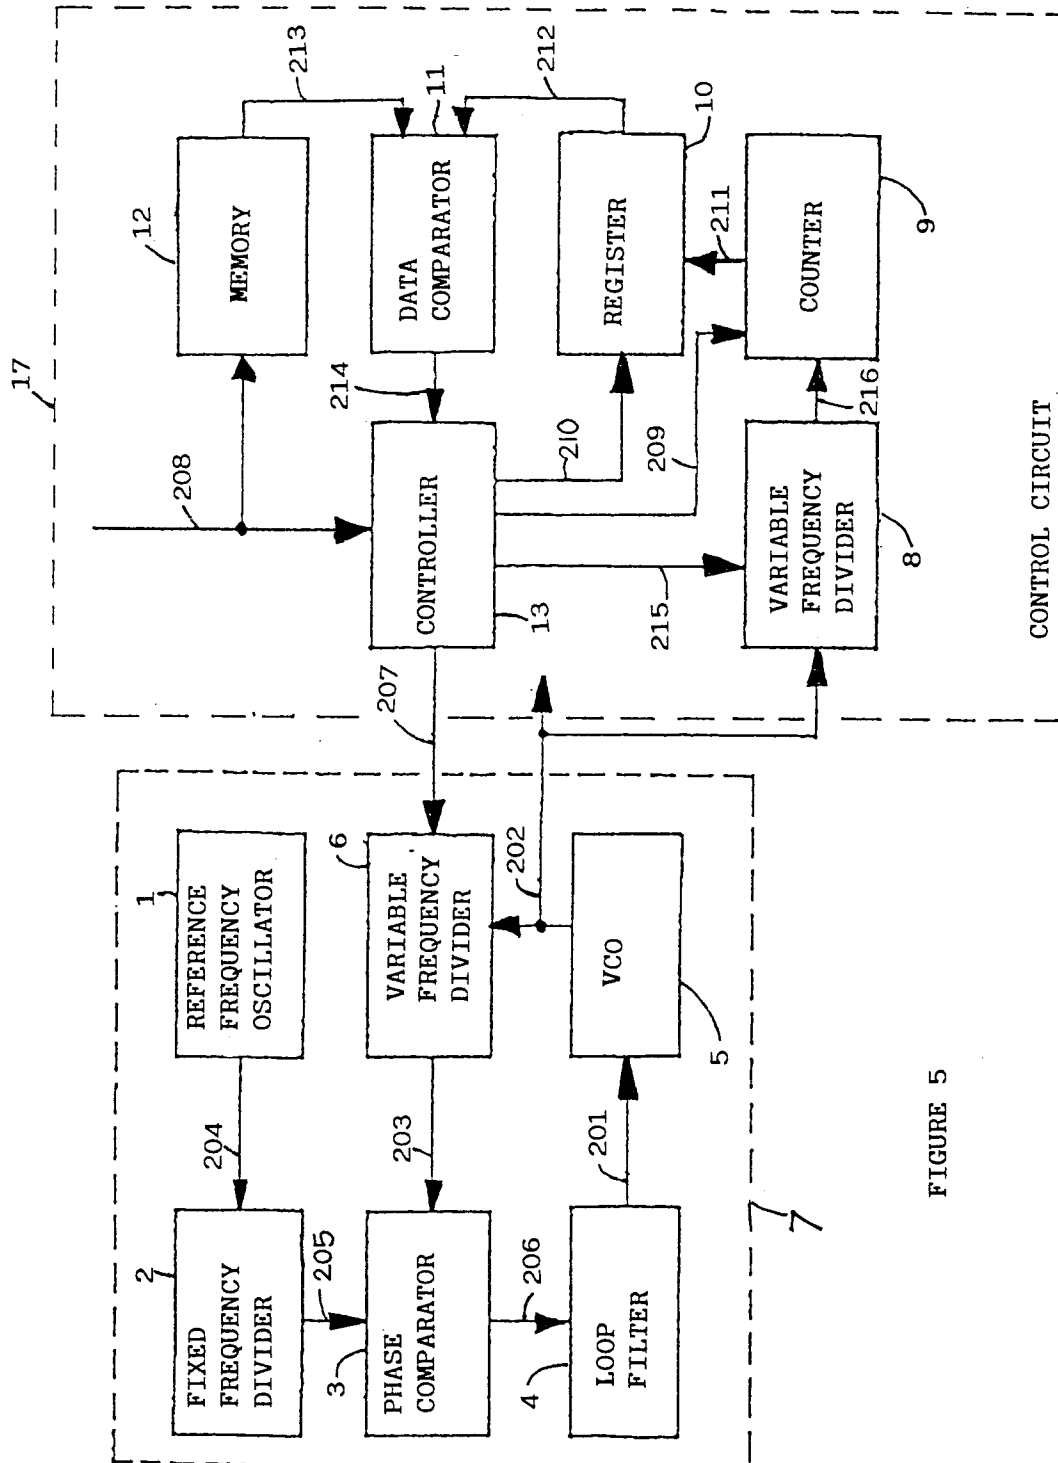 17
2
FIXED
FREQUENCY
DIVIDER
204
1
REFERENCE
FREQUENCY
OSCILLATOR
208
12
MEMORY
213
205
3
PHASE
COMPARATOR
203
6
VARIABLE
FREQUENCY
DIVIDER
207
CONTROLLER
13
214
DATA
COMPARATOR
11
206
4
LOOP
FILTER
201
VCO
5
202
215
210
209
REGISTER
10
212
211
7
VARIABLE
FREQUENCY
DIVIDER
8
216
COUNTER
9
CONTROL CIRCUIT
FIGURE 5